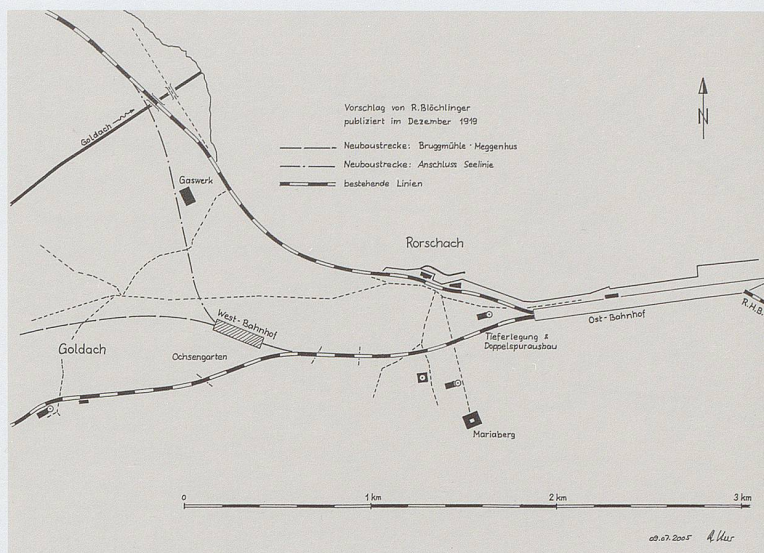 Vorschlag von R.Blöchlinger
publiziert im Dezember 1919
N
Neubaustrecke: Bruggmühle - Meggenhus
Neubaustrecke: Anschluss Seelinie
bestehende Linien
Goldach
Gaswerk
Rorschach
West-Bahnhof
Ost-Bahnhof
R.H.B.
Tieferlegung &
Doppelspurausbau
Goldach
Ochsengarten
Mariaberg
0 1 km 2 km 3 km
09.07.2005